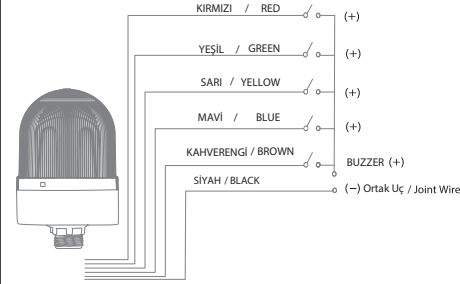 KIRMIZI / RED (+)
YEŞİL / GREEN (+)
SARI / YELLOW (+)
MAVİ / BLUE (+)
KAHVERENGİ / BROWN BUZZER (+)
SİYAH / BLACK (−) Ortak Uç / Joint Wire